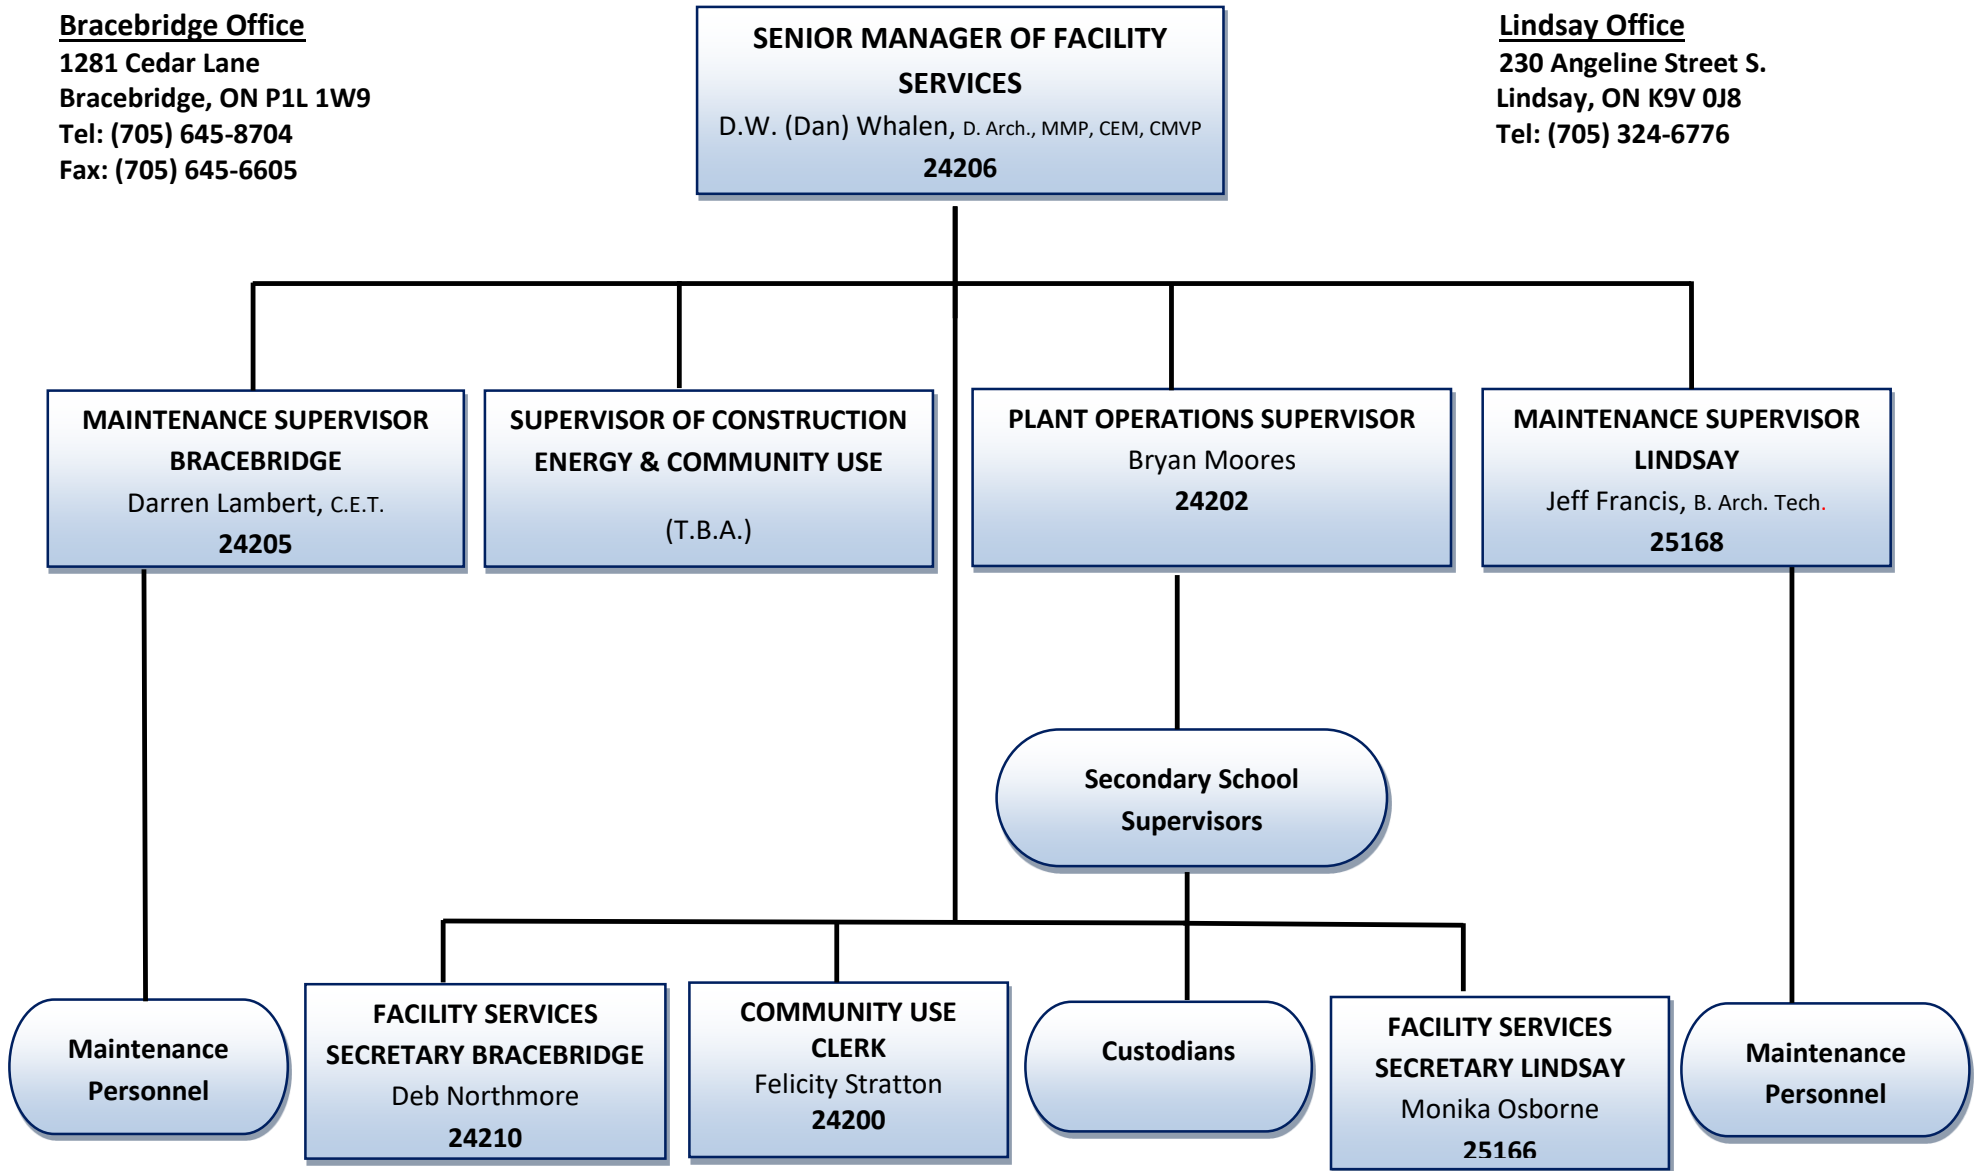 Bracebridge Office
1281 Cedar Lane
Bracebridge, ON P1L 1W9
Tel: (705) 645-8704
Fax: (705) 645-6605
SENIOR MANAGER OF FACILITY
SERVICES
D.W. (Dan) Whalen, D. Arch., MMP, CEM, CMVP
24206
Lindsay Office
230 Angeline Street S.
Lindsay, ON K9V 0J8
Tel: (705) 324-6776
MAINTENANCE SUPERVISOR
BRACEBRIDGE
Darren Lambert, C.E.T.
24205
SUPERVISOR OF CONSTRUCTION
ENERGY & COMMUNITY USE
(T.B.A.)
PLANT OPERATIONS SUPERVISOR
Bryan Moores
24202
MAINTENANCE SUPERVISOR
LINDSAY
Jeff Francis, B. Arch. Tech.
25168
Secondary School
Supervisors
Maintenance
Personnel
FACILITY SERVICES
SECRETARY BRACEBRIDGE
Deb Northmore
24210
COMMUNITY USE
CLERK
Felicity Stratton
24200
Custodians
FACILITY SERVICES
SECRETARY LINDSAY
Monika Osborne
25166
Maintenance
Personnel